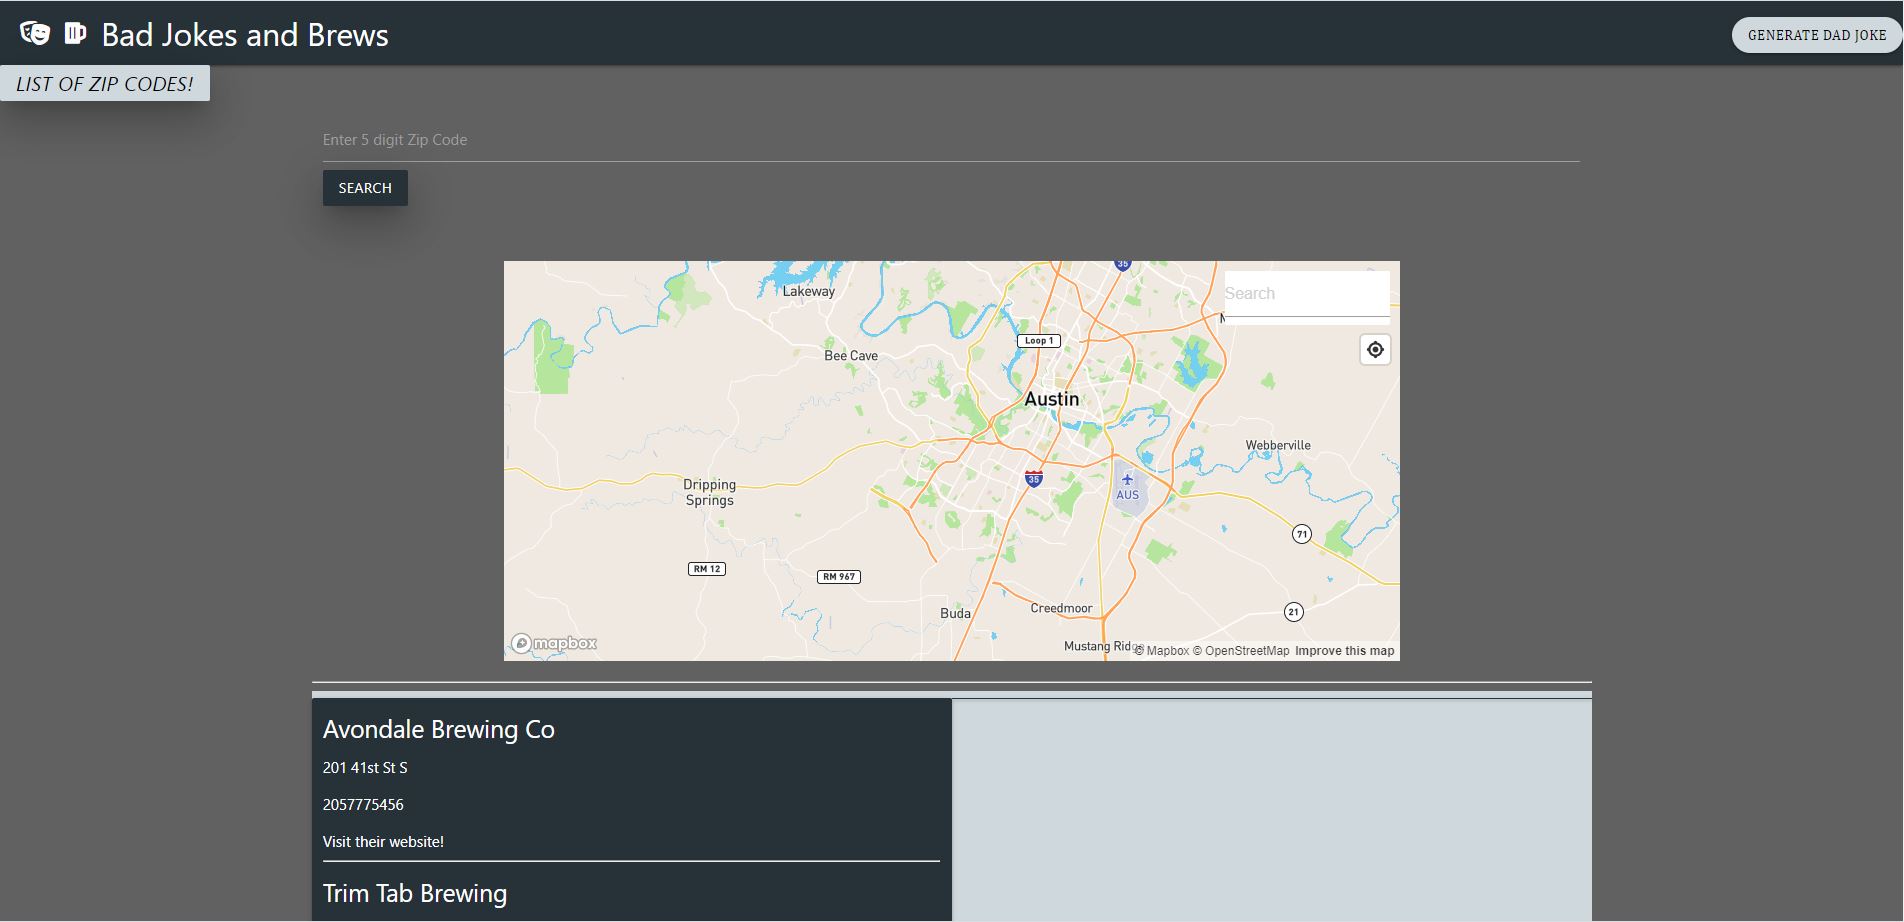 Bad Jokes and Brews
GENERATE DAD JOKE
LIST OF ZIP CODES!
Enter 5 digit Zip Code
SEARCH
35
Lakeway
Search
Loop 1
Bee Cave
Austin
Webberville
35
Dripping
Springs
AUS
71
RM 12
RM 967
Creedmoor
21
Buda
mapbox
Mustang
© Mapbox © OpenStreetMap Improve this map
Avondale Brewing Co
201 41st St S
2057775456
Visit their website!
Trim Tab Brewing